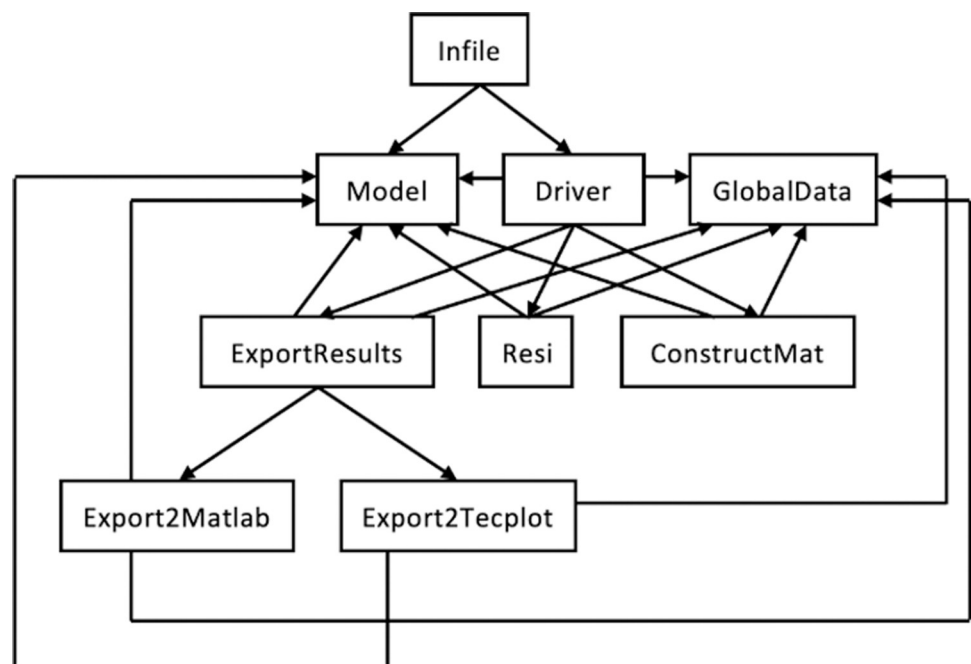 Infile
Model
Driver
GlobalData
ExportResults
Resi
ConstructMat
Export2Matlab
Export2Tecplot